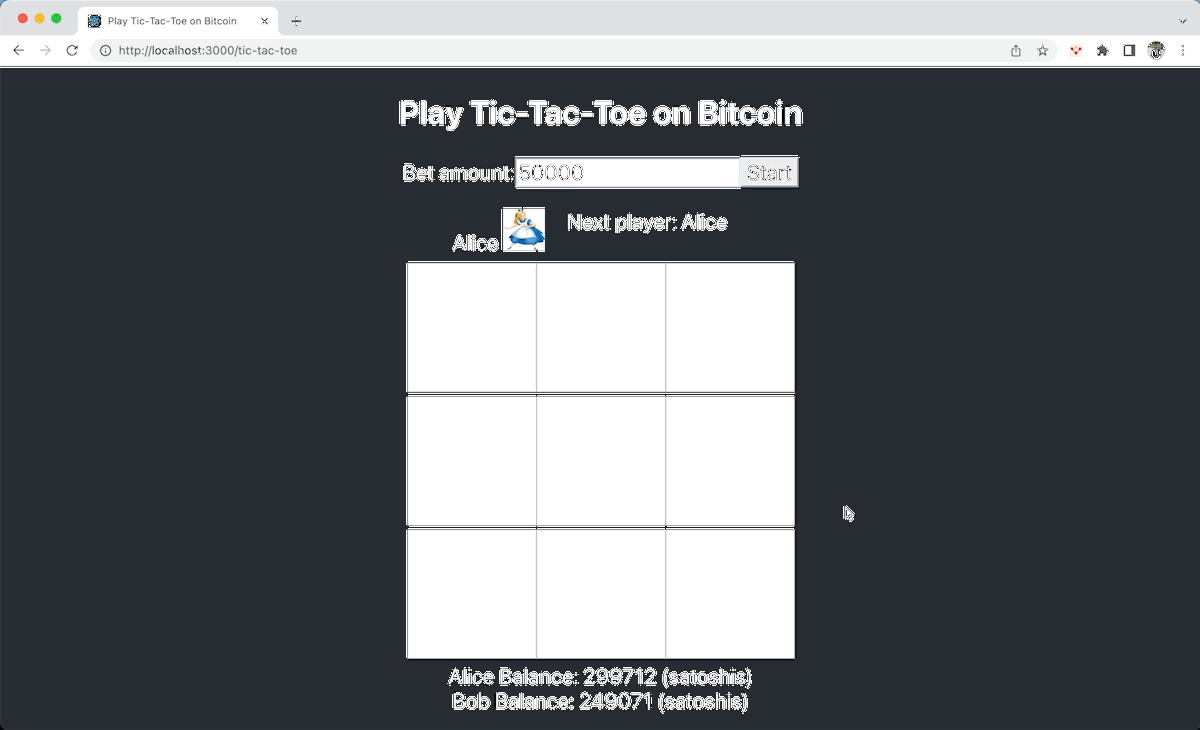 Play Tic-Tac-Toe on Bitcoin
http://localhost:3000/tic-tac-toe
Play Tic-Tac-Toe on Bitcoin
Bet amount: 50000 Start
Alice Next player: Alice
Alice Balance: 299712 (satoshis)
Bob Balance: 249071 (satoshis)